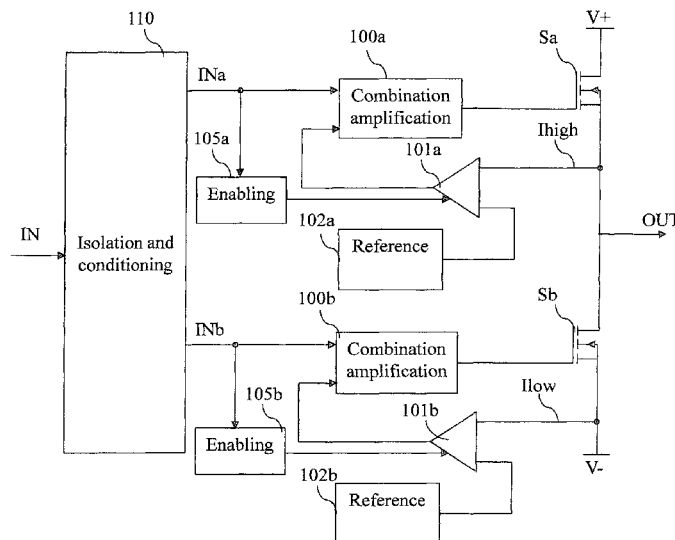 110
V+
100a
Sa
INa
Combination
amplification
105a
101a
Ihigh
Enabling
IN
102a
OUT
Isolation and
conditioning
Reference
Sb
100b
INb
Combination
amplification
105b
Ilow
101b
Enabling
V-
102b
Reference